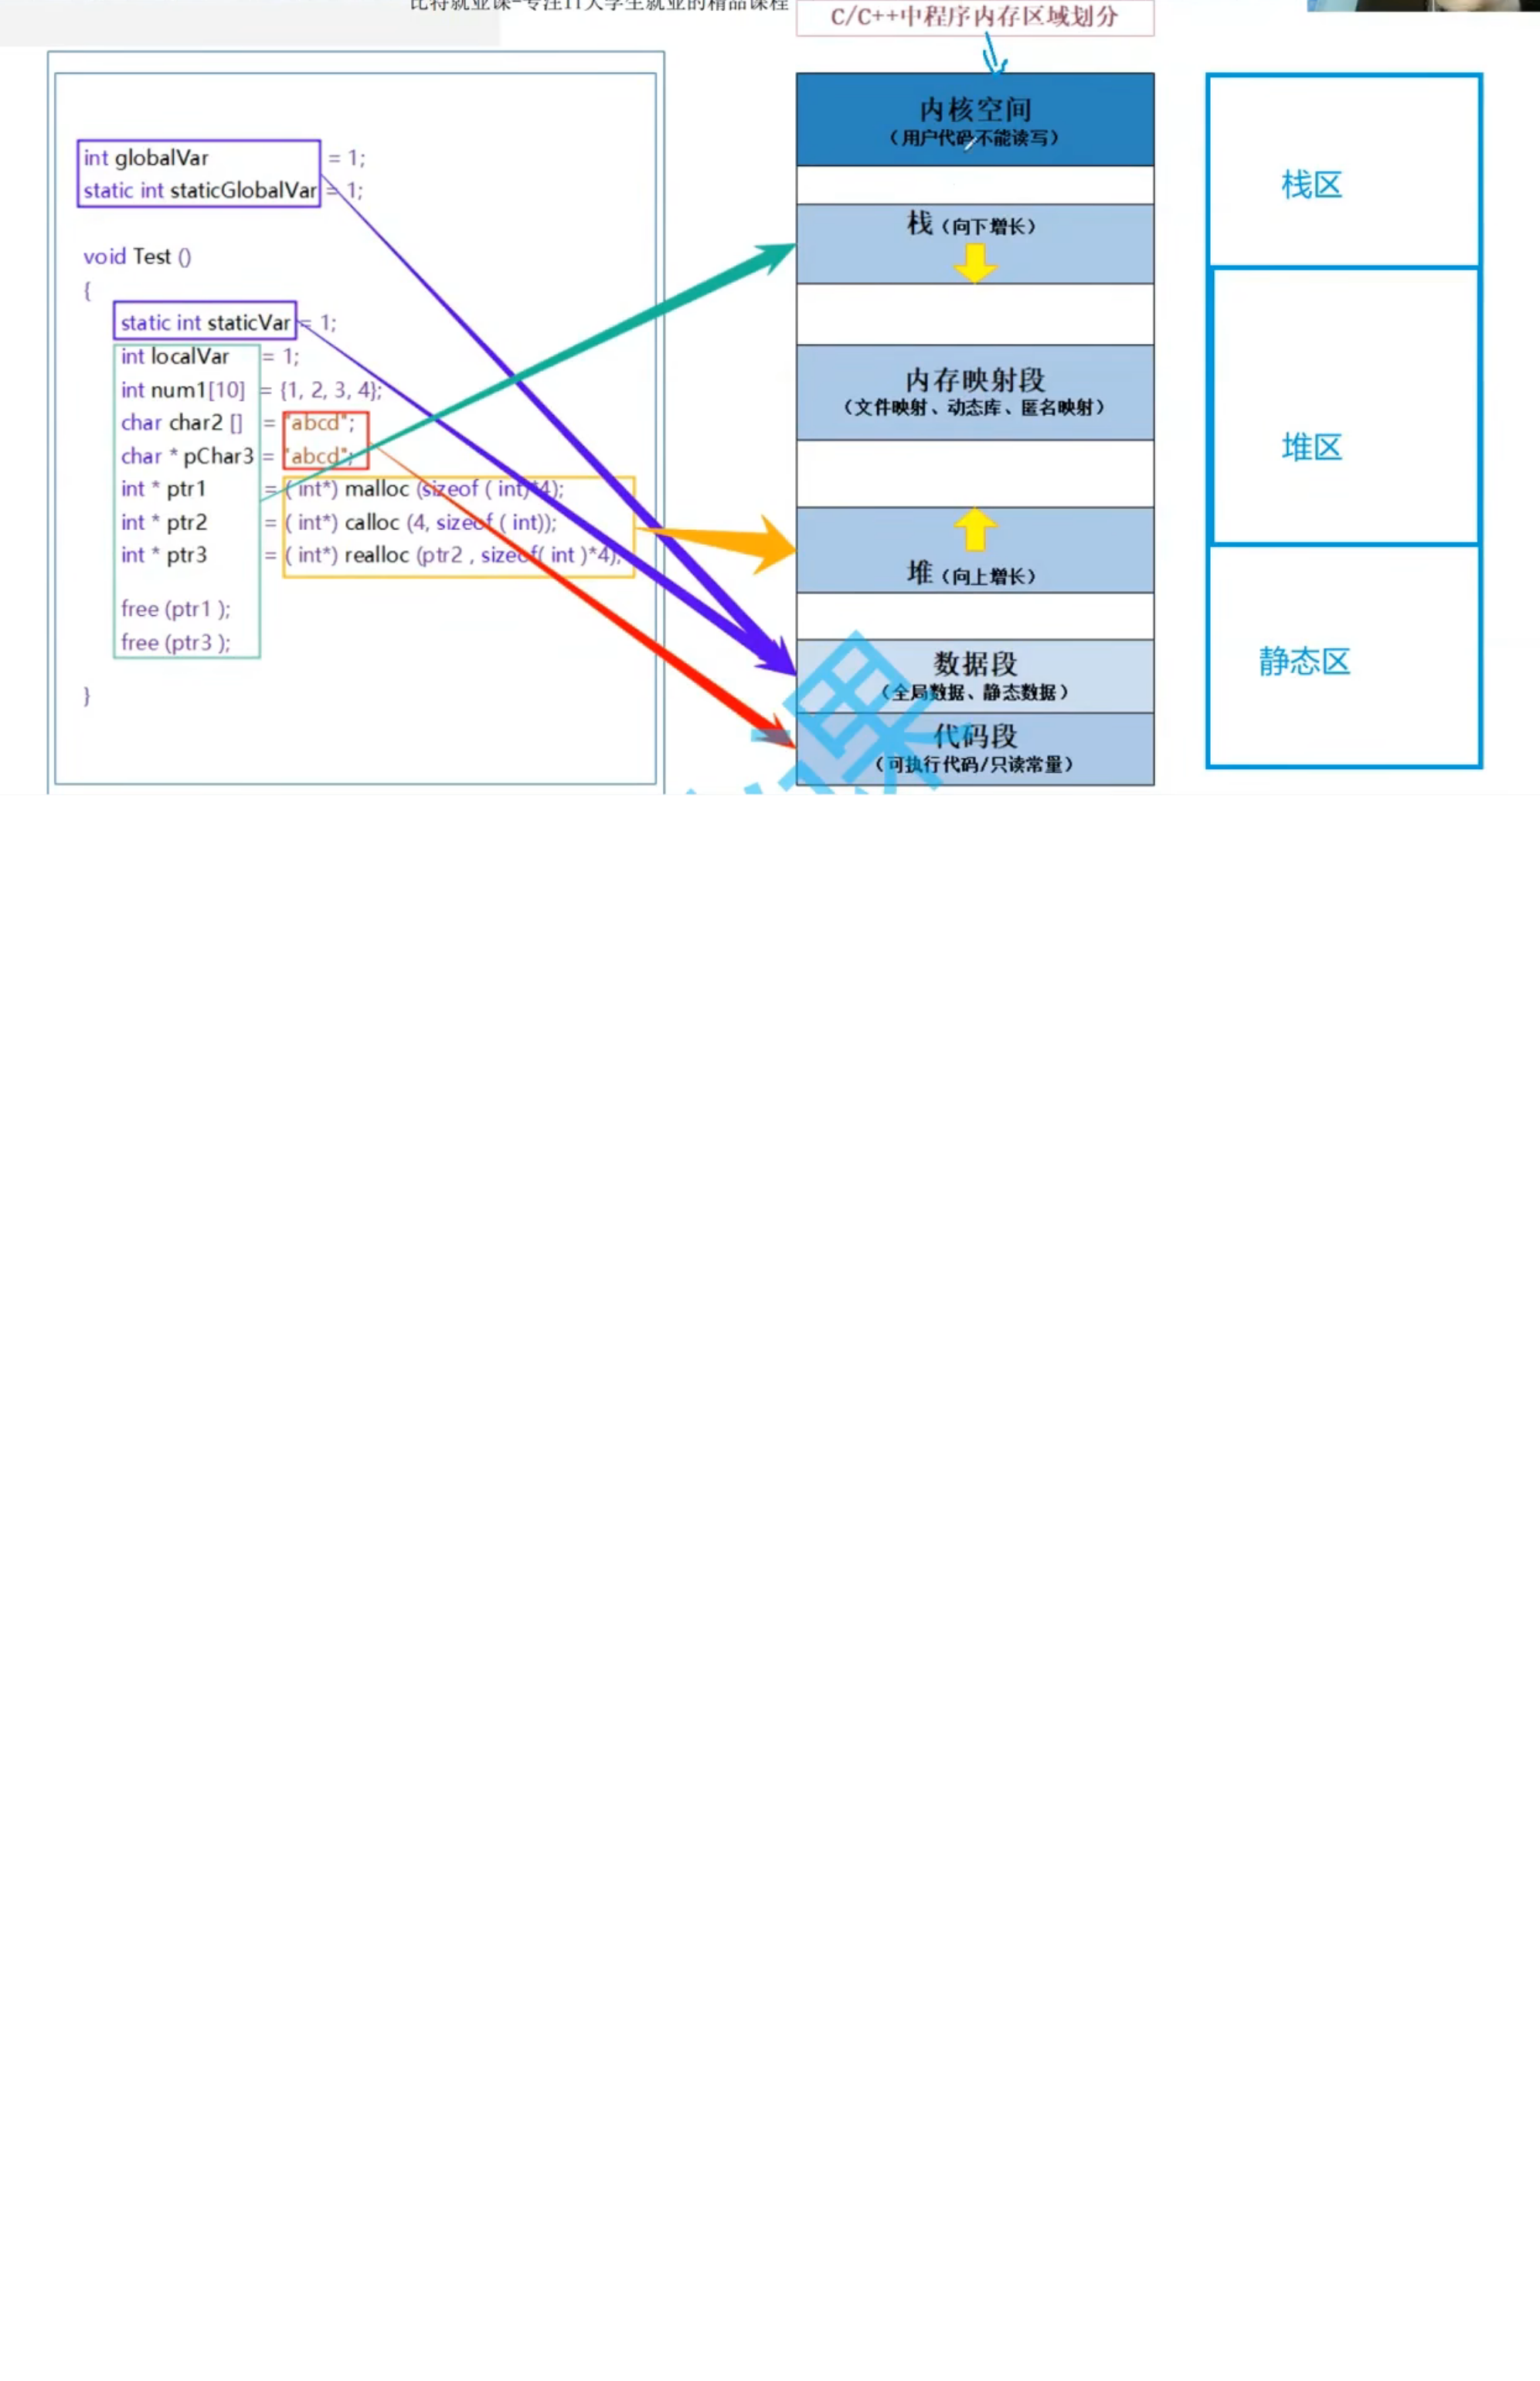 比特就业课-专注IT大学生就业的精品课程
C/C++中程序内存区域划分
int globalVar = 1;
static int staticGlobalVar = 1;
void Test ()
{
static int staticVar = 1;
int localVar = 1;
int num1[10] = {1, 2, 3, 4};
char char2 [] = "abcd";
char * pChar3 = "abcd";
int * ptr1 = ( int*) malloc (sizeof ( int)*4);
int * ptr2 = ( int*) calloc (4, sizeof ( int));
int * ptr3 = ( int*) realloc (ptr2 , sizeof( int )*4);
free (ptr1 );
free (ptr3 );
}
内核空间
（用户代码不能读写）
栈（向下增长）
内存映射段
（文件映射、动态库、匿名映射）
堆（向上增长）
数据段
（全局数据、静态数据）
代码段
（可执行代码/只读常量）
栈区
堆区
静态区
课